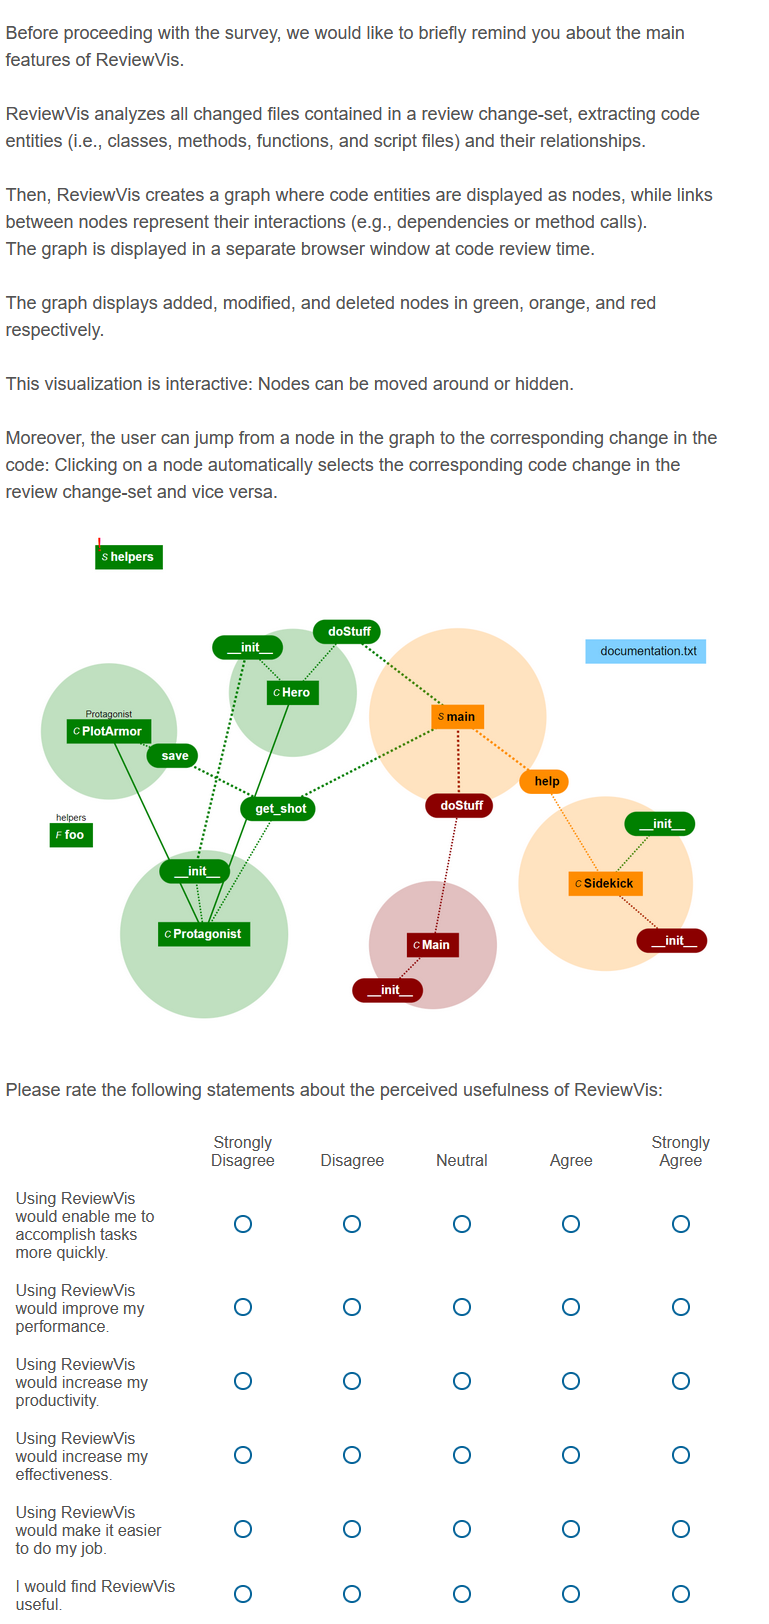 Before proceeding with the survey, we would like to briefly remind you about the main
features of ReviewVis.
ReviewVis analyzes all changed files contained in a review change-set, extracting code
entities (i.e., classes, methods, functions, and script files) and their relationships.
Then, ReviewVis creates a graph where code entities are displayed as nodes, while links
between nodes represent their interactions (e.g., dependencies or method calls).
The graph is displayed in a separate browser window at code review time.
The graph displays added, modified, and deleted nodes in green, orange, and red
respectively.
This visualization is interactive: Nodes can be moved around or hidden.
Moreover, the user can jump from a node in the graph to the corresponding change in the
code: Clicking on a node automatically selects the corresponding code change in the
review change-set and vice versa.
!
S helpers
doStuff
__init__
documentation.txt
C Hero
Protagonist
C PlotArmor
S main
save
help
get_shot
doStuff
helpers
F foo
__init__
__init__
C Sidekick
C Protagonist
C Main
__init__
__init__
Please rate the following statements about the perceived usefulness of ReviewVis:
Strongly
Disagree
Disagree
Neutral
Agree
Strongly
Agree
Using ReviewVis
would enable me to
accomplish tasks
more quickly.
Using ReviewVis
would improve my
performance.
Using ReviewVis
would increase my
productivity.
Using ReviewVis
would increase my
effectiveness.
Using ReviewVis
would make it easier
to do my job.
I would find ReviewVis
useful.